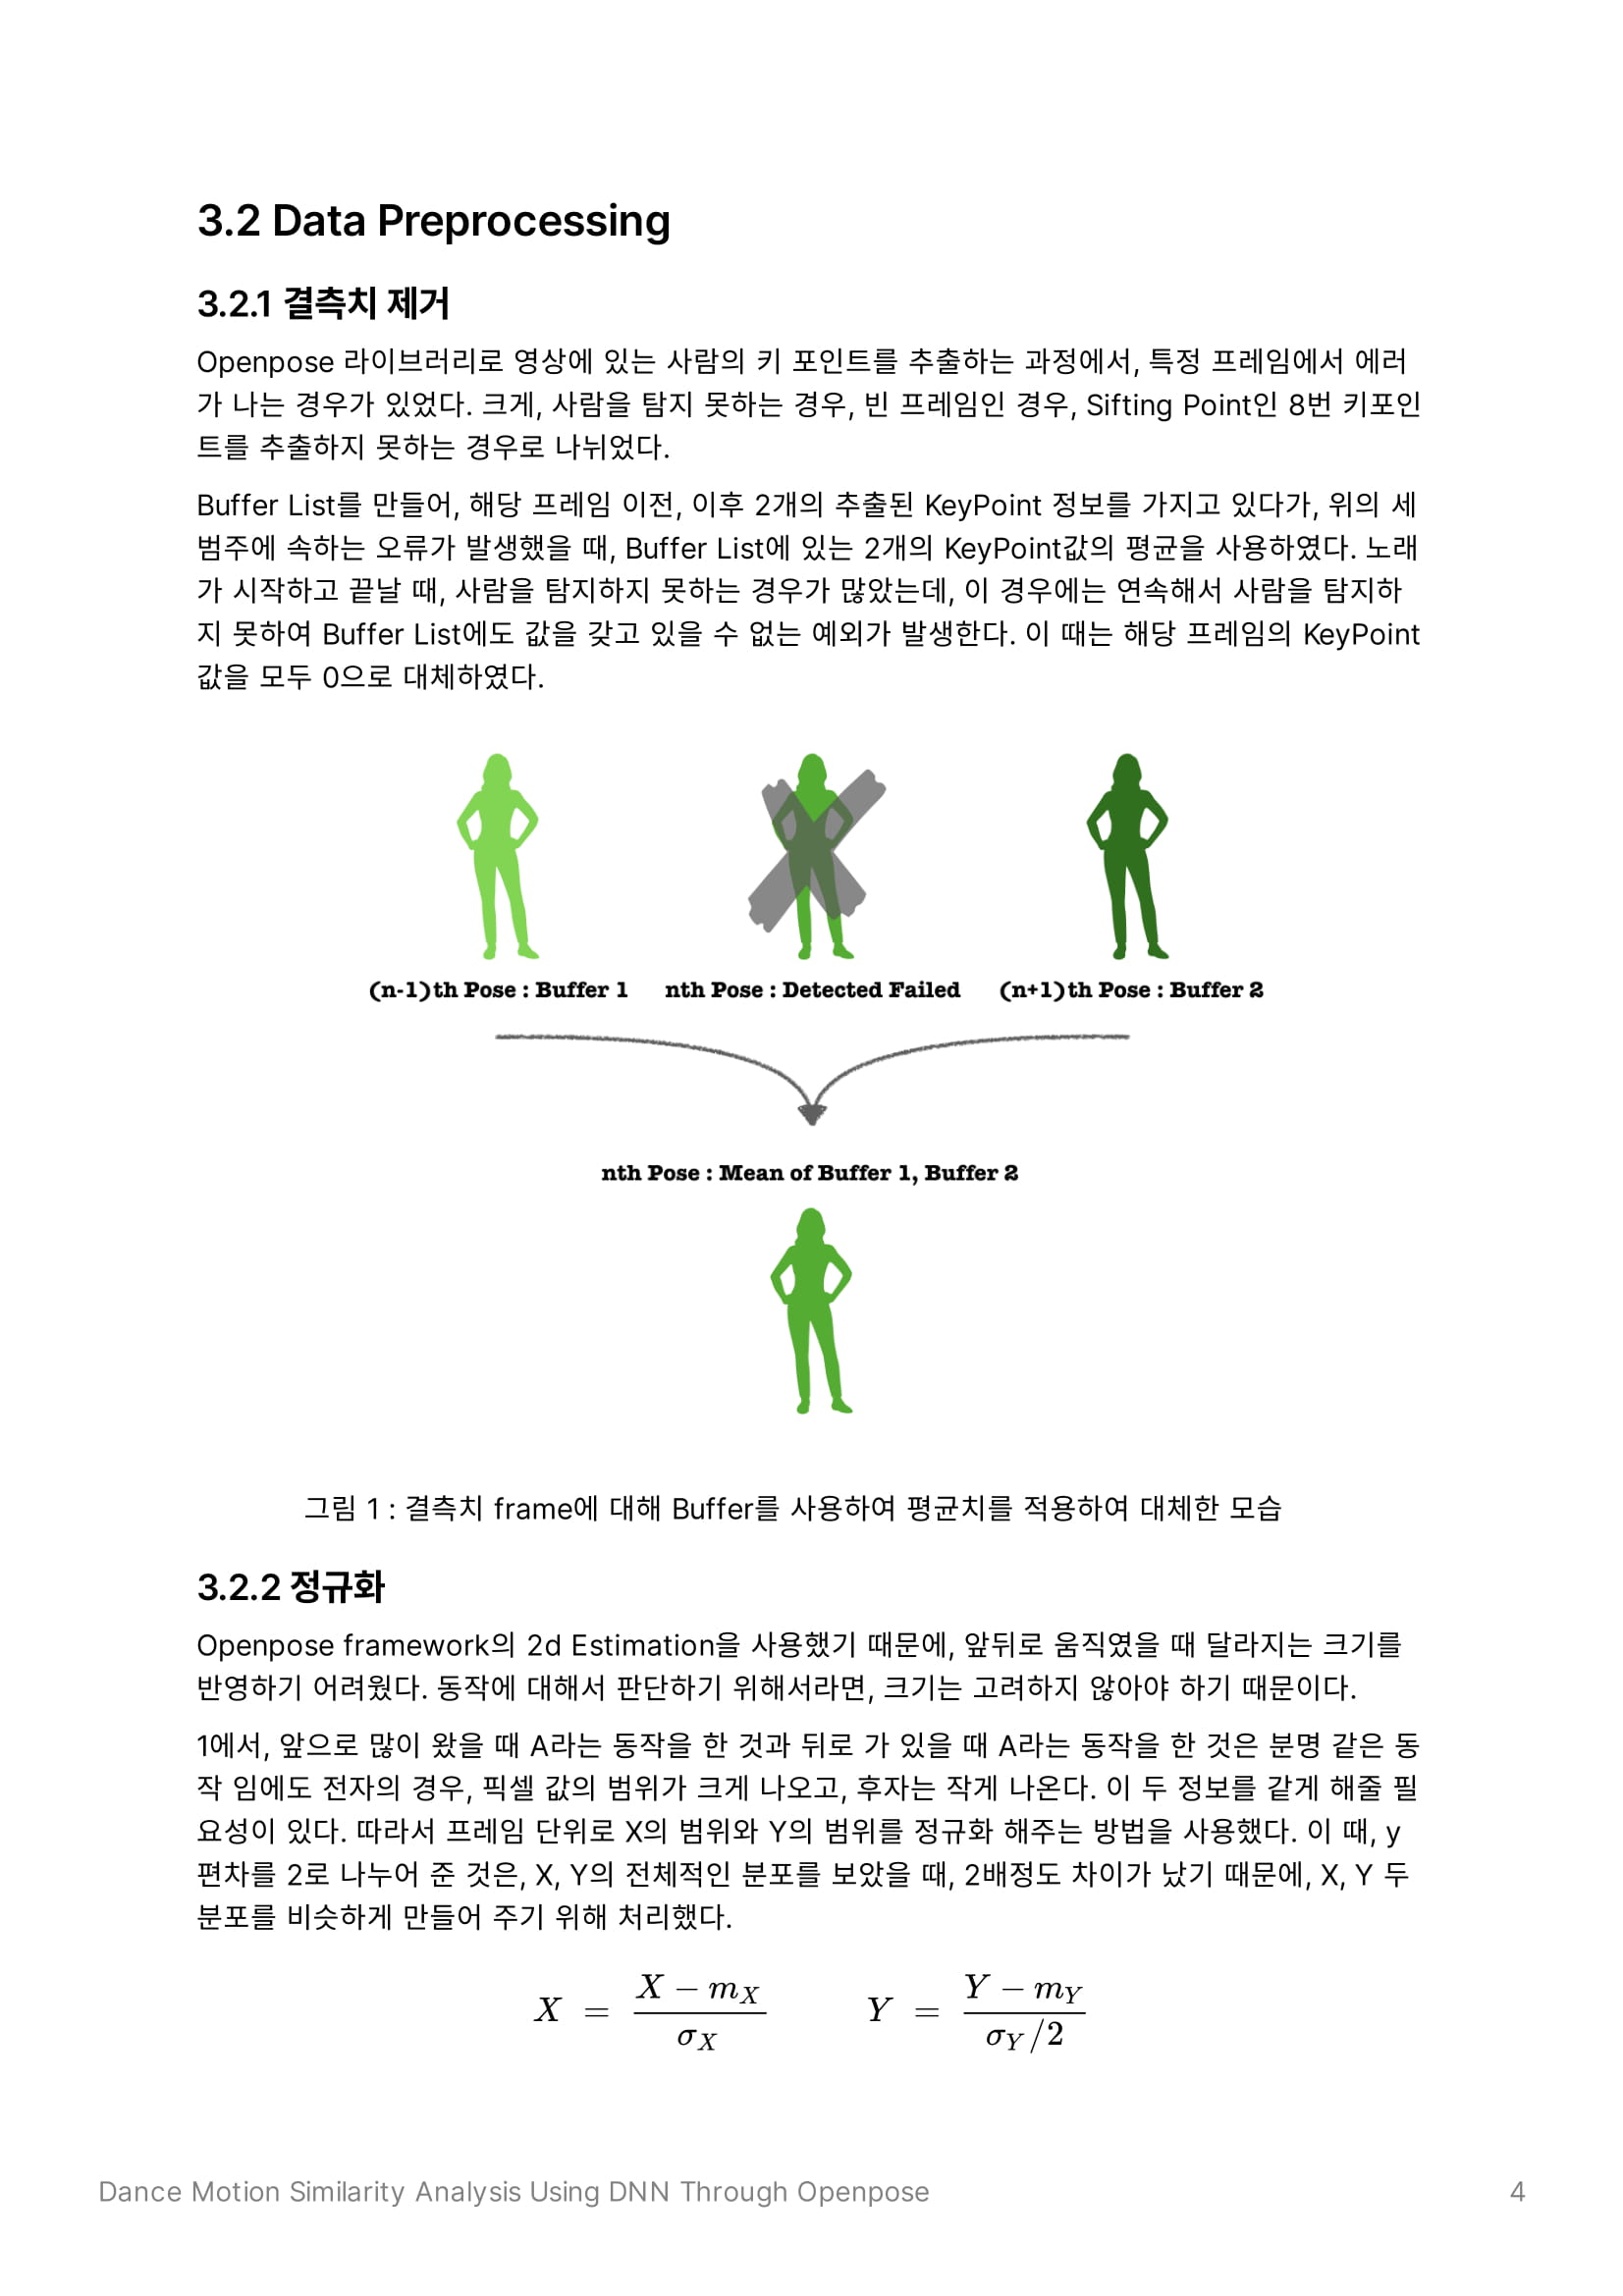 3.2 Data Preprocessing
3.2.1 결측치 제거
Openpose 라이브러리로 영상에 있는 사람의 키 포인트를 추출하는 과정에서, 특정 프레임에서 에러
가 나는 경우가 있었다. 크게, 사람을 탐지 못하는 경우, 빈 프레임인 경우, Sifting Point인 8번 키포인
트를 추출하지 못하는 경우로 나뉘었다.
Buffer List를 만들어, 해당 프레임 이전, 이후 2개의 추출된 KeyPoint 정보를 가지고 있다가, 위의 세
범주에 속하는 오류가 발생했을 때, Buffer List에 있는 2개의 KeyPoint값의 평균을 사용하였다. 노래
가 시작하고 끝날 때, 사람을 탐지하지 못하는 경우가 많았는데, 이 경우에는 연속해서 사람을 탐지하
지 못하여 Buffer List에도 값을 갖고 있을 수 없는 예외가 발생한다. 이 때는 해당 프레임의 KeyPoint
값을 모두 0으로 대체하였다.
(n-1)th Pose : Buffer 1 nth Pose : Detected Failed (n+1)th Pose : Buffer 2
nth Pose : Mean of Buffer 1, Buffer 2
그림 1 : 결측치 frame에 대해 Buffer를 사용하여 평균치를 적용하여 대체한 모습
3.2.2 정규화
Openpose framework의 2d Estimation을 사용했기 때문에, 앞뒤로 움직였을 때 달라지는 크기를
반영하기 어려웠다. 동작에 대해서 판단하기 위해서라면, 크기는 고려하지 않아야 하기 때문이다.
1에서, 앞으로 많이 왔을 때 A라는 동작을 한 것과 뒤로 가 있을 때 A라는 동작을 한 것은 분명 같은 동
작 임에도 전자의 경우, 픽셀 값의 범위가 크게 나오고, 후자는 작게 나온다. 이 두 정보를 같게 해줄 필
요성이 있다. 따라서 프레임 단위로 X의 범위와 Y의 범위를 정규화 해주는 방법을 사용했다. 이 때, y
편차를 2로 나누어 준 것은, X, Y의 전체적인 분포를 보았을 때, 2배정도 차이가 났기 때문에, X, Y 두
분포를 비슷하게 만들어 주기 위해 처리했다.
X = (X − m_X) / σ_X Y = (Y − m_Y) / (σ_Y/2)
Dance Motion Similarity Analysis Using DNN Through Openpose 4